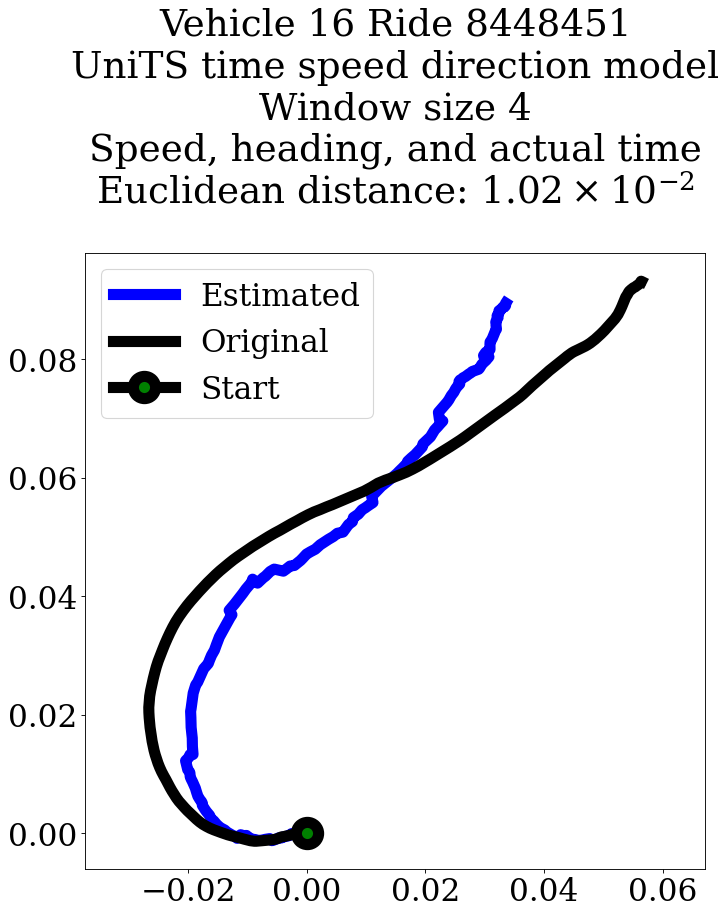 Vehicle 16 Ride 8448451
UniTS time speed direction model
Window size 4
Speed, heading, and actual time
Euclidean distance: 1.02 × 10⁻²
Estimated
Original
Start
0.08
0.06
0.04
0.02
0.00
−0.02 0.00 0.02 0.04 0.06